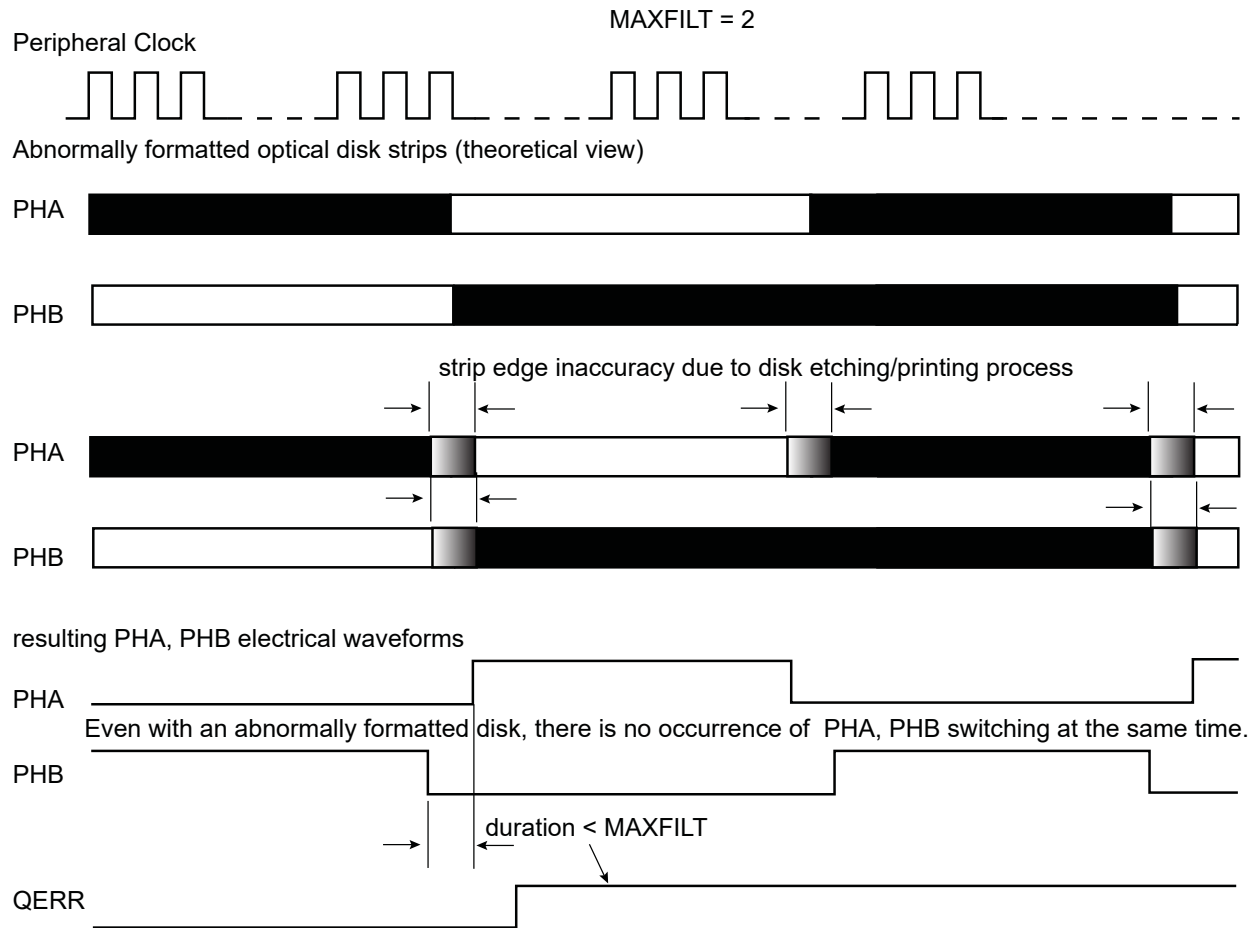 MAXFILT = 2
Peripheral Clock
Abnormally formatted optical disk strips (theoretical view)
PHA
PHB
strip edge inaccuracy due to disk etching/printing process
PHA
PHB
resulting PHA, PHB electrical waveforms
PHA
Even with an abnormally formatted disk, there is no occurrence of PHA, PHB switching at the same time.
PHB
duration < MAXFILT
QERR